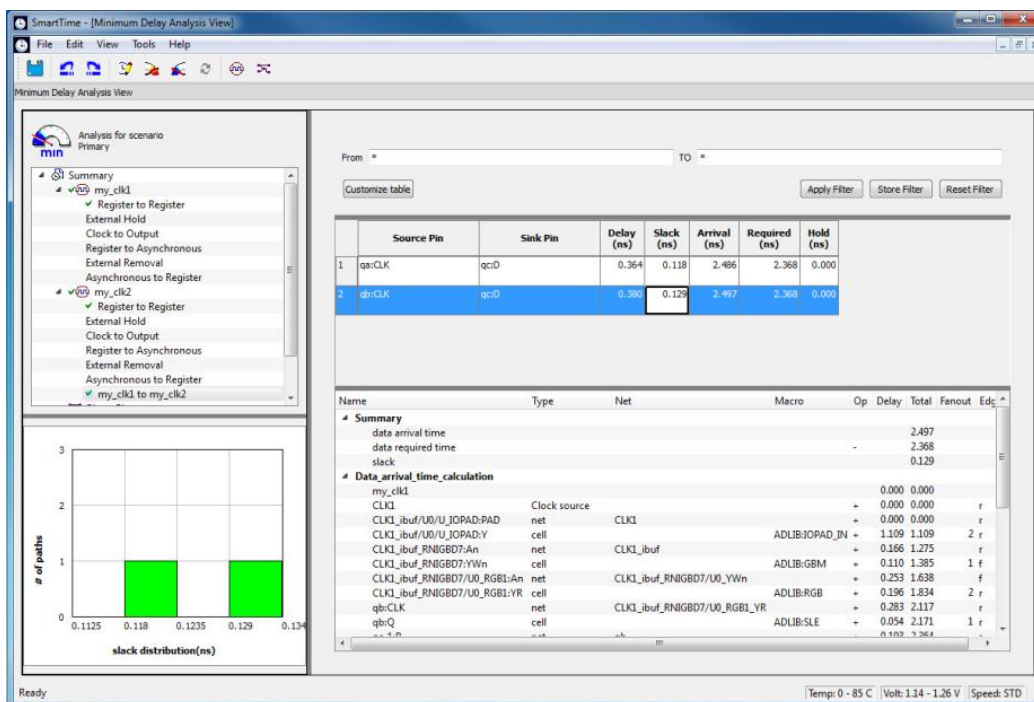 SmartTime - [Minimum Delay Analysis View]
File Edit View Tools Help
Minimum Delay Analysis View
Analysis for scenario
Primary
min
Summary
my_clk1
Register to Register
External Hold
Clock to Output
Register to Asynchronous
External Removal
Asynchronous to Register
my_clk2
Register to Register
External Hold
Clock to Output
Register to Asynchronous
External Removal
Asynchronous to Register
my_clk1 to my_clk2
From * TO *
Customize table Apply Filter Store Filter Reset Filter
Source Pin Sink Pin Delay (ns) Slack (ns) Arrival (ns) Required (ns) Hold (ns)
1 qa:CLK qc:D 0.364 0.118 2.486 2.368 0.000
2 qb:CLK qc:D 0.380 0.129 2.497 2.368 0.000
Name Type Net Macro Op Delay Total Fanout Edg
Summary
data arrival time 2.497
data required time - 2.368
slack 0.129
Data_arrival_time_calculation
my_clk1 0.000 0.000
CLK1 Clock source + 0.000 0.000 r
CLK1_ibuf/U0/U_IOPAD:PAD net CLK1 + 0.000 0.000 r
CLK1_ibuf/U0/U_IOPAD:Y cell ADLIB:IOPAD_IN + 1.109 1.109 2 r
CLK1_ibuf_RNIGBD7:An net CLK1_ibuf + 0.166 1.275 r
CLK1_ibuf_RNIGBD7:YWn cell ADLIB:GBM + 0.110 1.385 1 f
CLK1_ibuf_RNIGBD7/U0_RGB1:An net CLK1_ibuf_RNIGBD7/U0_YWn + 0.253 1.638 f
CLK1_ibuf_RNIGBD7/U0_RGB1:YR cell ADLIB:RGB + 0.196 1.834 2 r
qb:CLK net CLK1_ibuf_RNIGBD7/U0_RGB1_YR + 0.283 2.117 r
qb:Q cell ADLIB:SLE + 0.054 2.171 1 r
# of paths
3
2
1
0
0.1125 0.118 0.1235 0.129 0.134
slack distribution(ns)
Ready Temp: 0 - 85 C Volt: 1.14 - 1.26 V Speed: STD